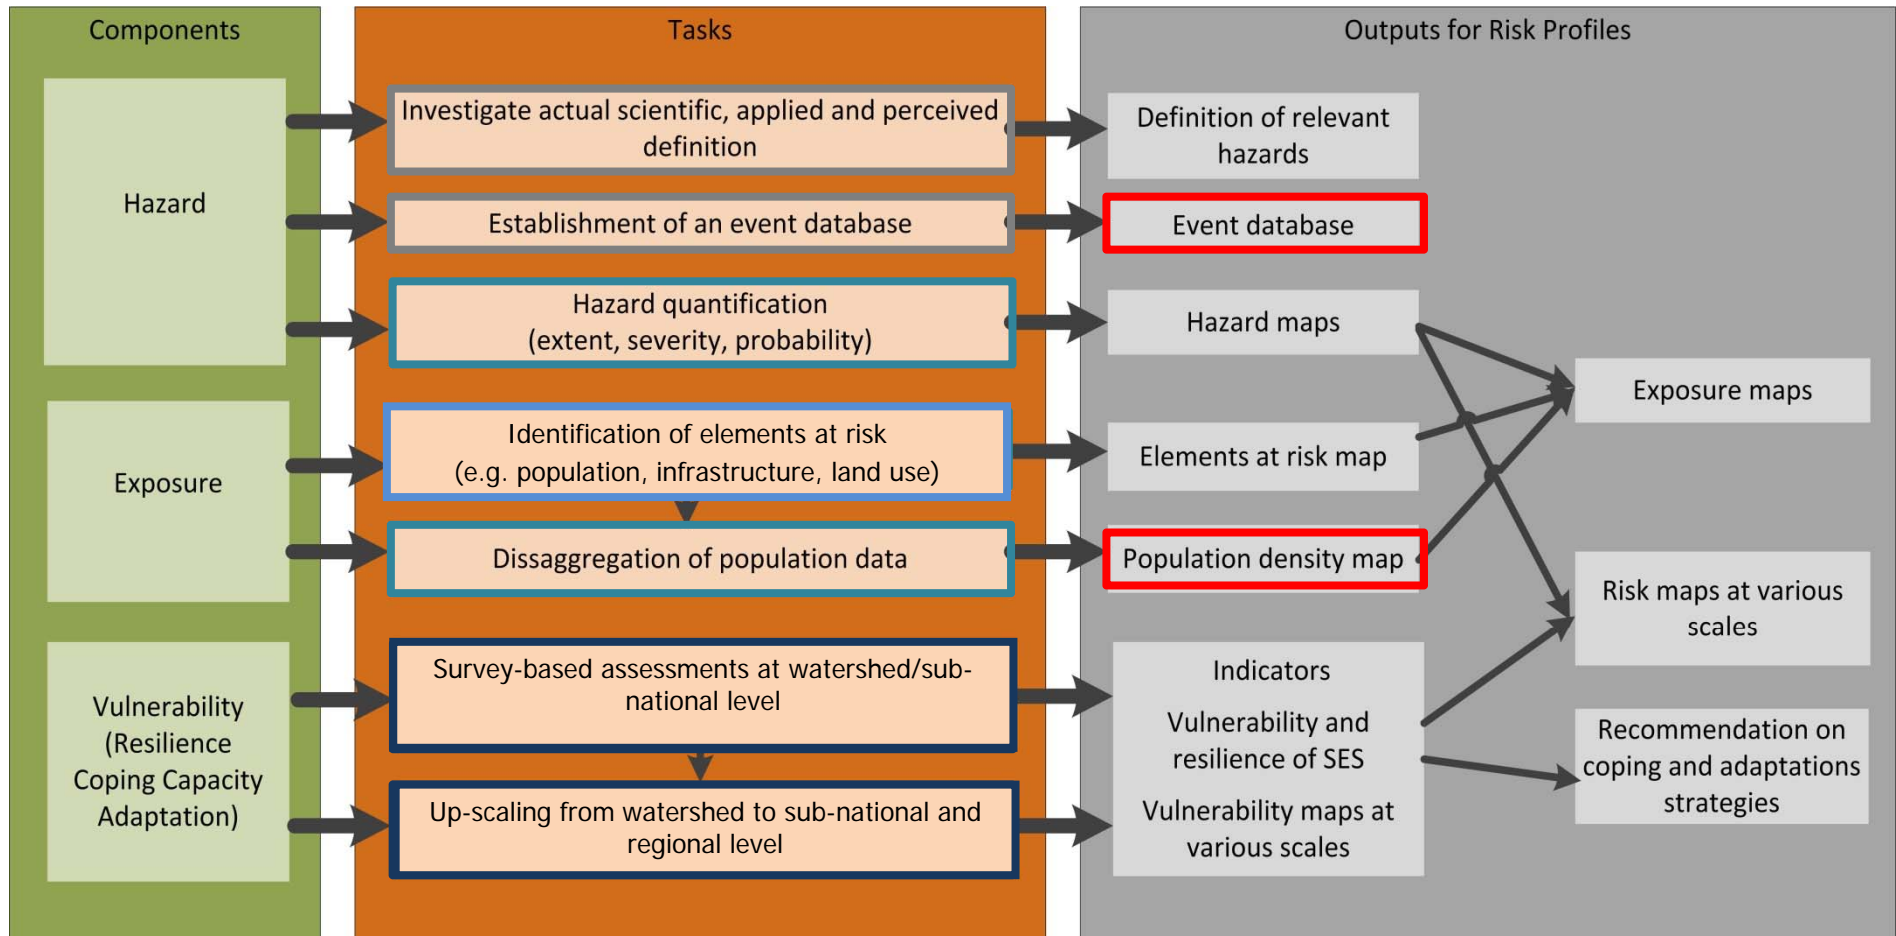 Components
Tasks
Outputs for Risk Profiles
Hazard
Investigate actual scientific, applied and perceived
definition
Definition of relevant
hazards
Establishment of an event database
Event database
Hazard quantification
(extent, severity, probability)
Hazard maps
Exposure maps
Exposure
Identification of elements at risk
(e.g. population, infrastructure, land use)
Elements at risk map
Dissaggregation of population data
Population density map
Risk maps at various
scales
Vulnerability
(Resilience
Coping Capacity
Adaptation)
Survey-based assessments at watershed/sub-
national level
Up-scaling from watershed to sub-national and
regional level
Indicators
Vulnerability and
resilience of SES
Vulnerability maps at
various scales
Recommendation on
coping and adaptations
strategies